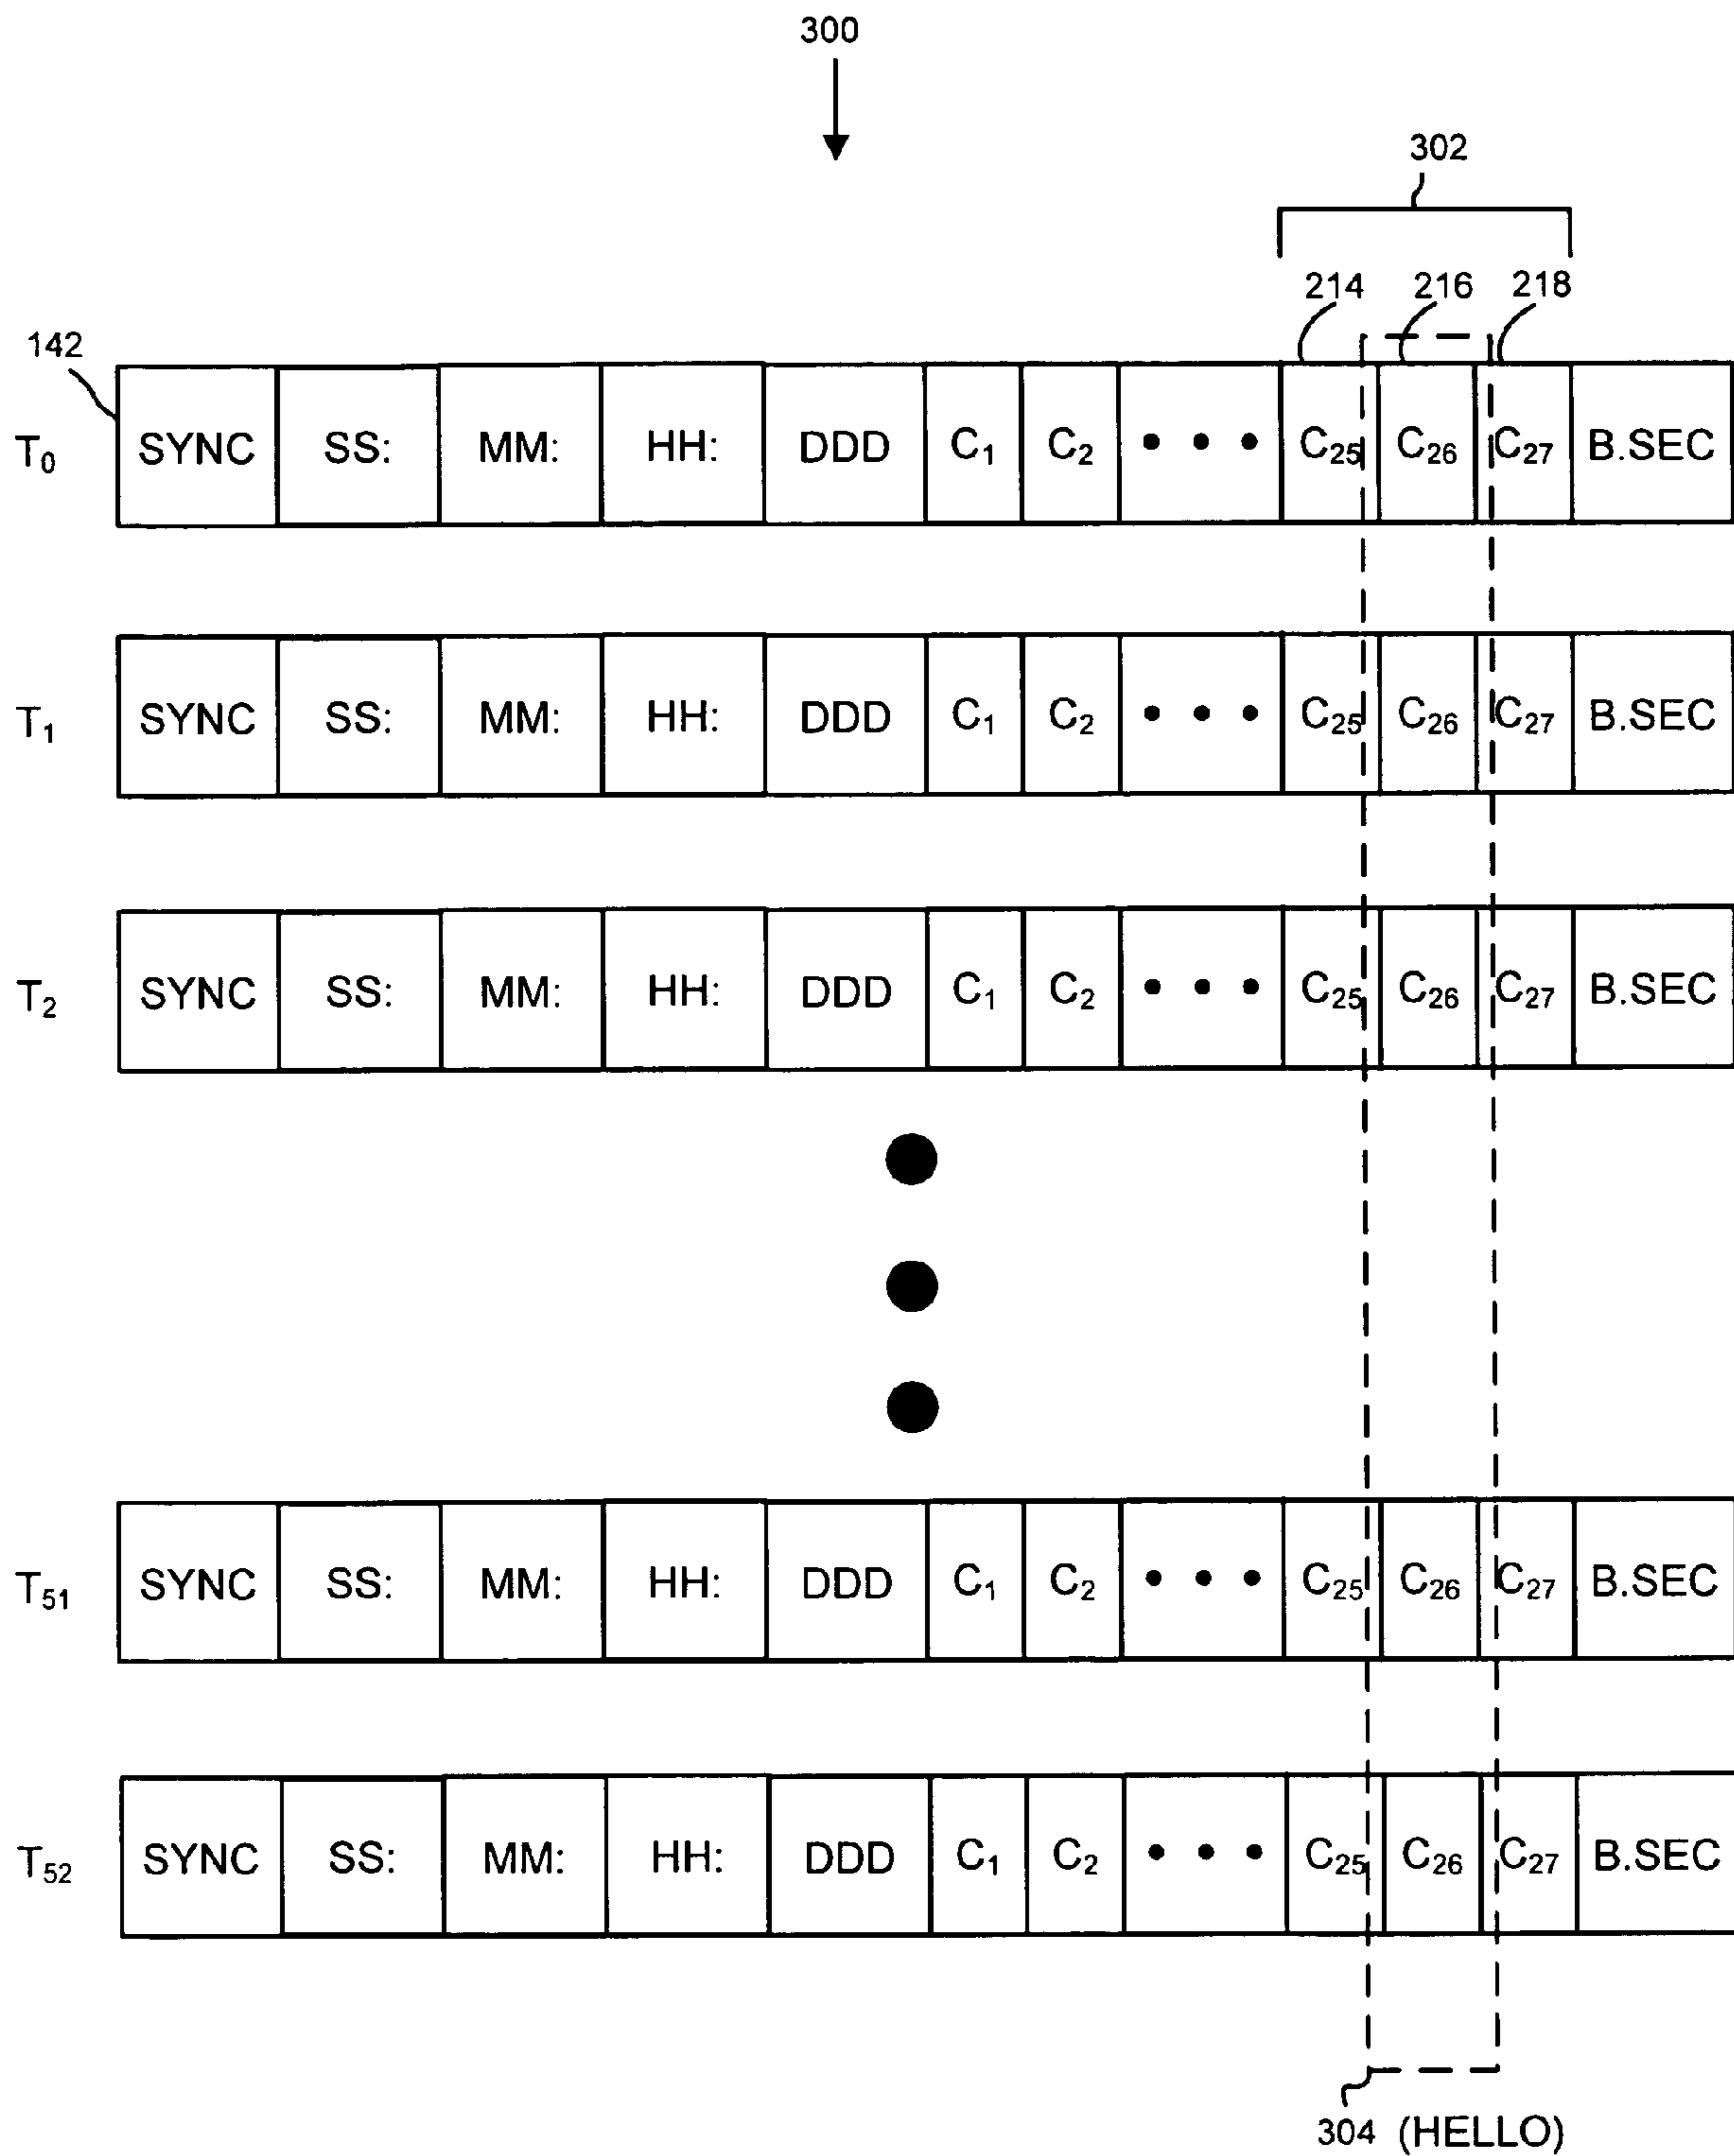 300
302
214 216 218
142
T₀ SYNC SS: MM: HH: DDD C₁ C₂ • • • C₂₅ C₂₆ C₂₇ B.SEC
T₁ SYNC SS: MM: HH: DDD C₁ C₂ • • • C₂₅ C₂₆ C₂₇ B.SEC
T₂ SYNC SS: MM: HH: DDD C₁ C₂ • • • C₂₅ C₂₆ C₂₇ B.SEC
T₅₁ SYNC SS: MM: HH: DDD C₁ C₂ • • • C₂₅ C₂₆ C₂₇ B.SEC
T₅₂ SYNC SS: MM: HH: DDD C₁ C₂ • • • C₂₅ C₂₆ C₂₇ B.SEC
304 (HELLO)